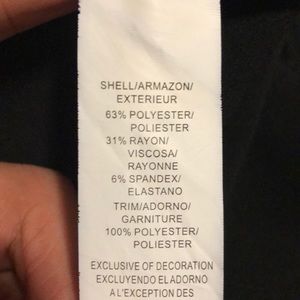 SHELL/ARMAZON/
EXTERIEUR
63% POLYESTER/
POLIESTER
31% RAYON/
VISCOSA/
RAYONNE
6% SPANDEX/
ELASTANO
TRIM/ADORNO/
GARNITURE
100% POLYESTER/
POLIESTER
EXCLUSIVE OF DECORATION
EXCLUYENDO ELADORNO
A L'EXCEPTION DES